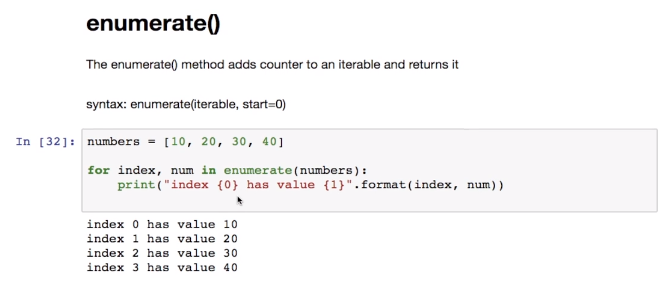 enumerate()
The enumerate() method adds counter to an iterable and returns it
syntax: enumerate(iterable, start=0)
In [32]: numbers = [10, 20, 30, 40]
for index, num in enumerate(numbers):
    print("index {0} has value {1}".format(index, num))
index 0 has value 10
index 1 has value 20
index 2 has value 30
index 3 has value 40